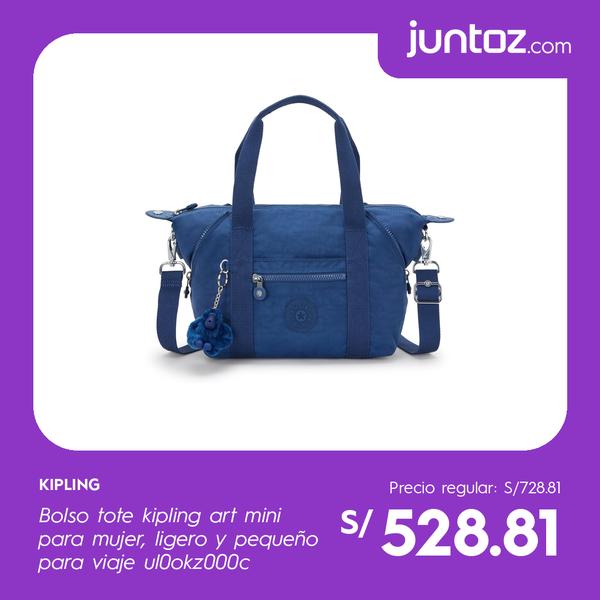 juntoz.com
KIPLING
Bolso tote kipling art mini
para mujer, ligero y pequeño
para viaje ul0okz000c
Precio regular: S/728.81
S/ 528.81